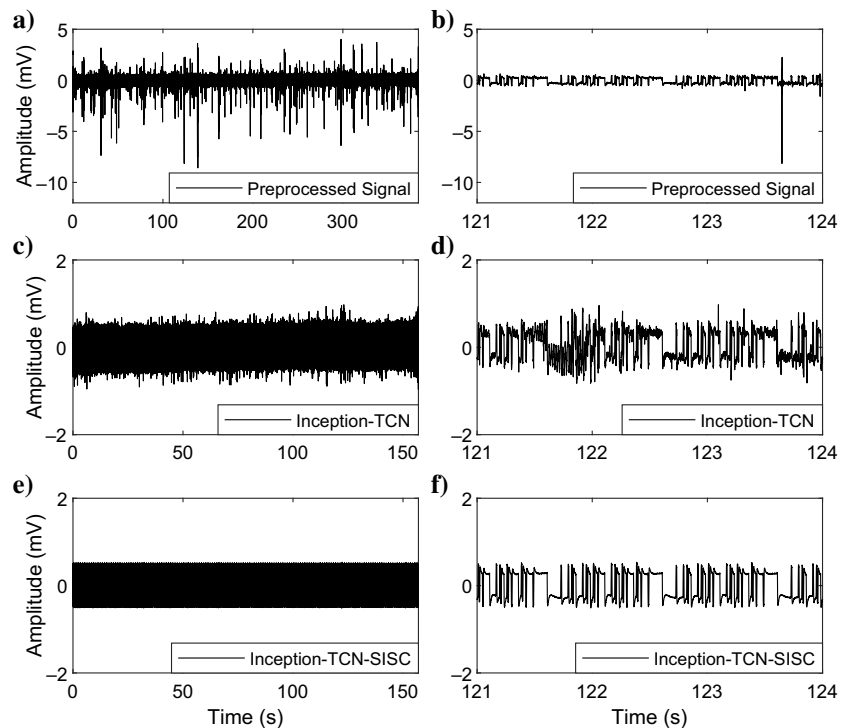 a)
Amplitude (mV)
5
0
−5
−10
Preprocessed Signal
0 100 200 300
b)
5
0
−5
−10
Preprocessed Signal
121 122 123 124
c)
Amplitude (mV)
2
0
−2
Inception-TCN
0 50 100 150
d)
2
0
−2
Inception-TCN
121 122 123 124
e)
Amplitude (mV)
2
0
−2
Inception-TCN-SISC
0 50 100 150
Time (s)
f)
2
0
−2
Inception-TCN-SISC
121 122 123 124
Time (s)